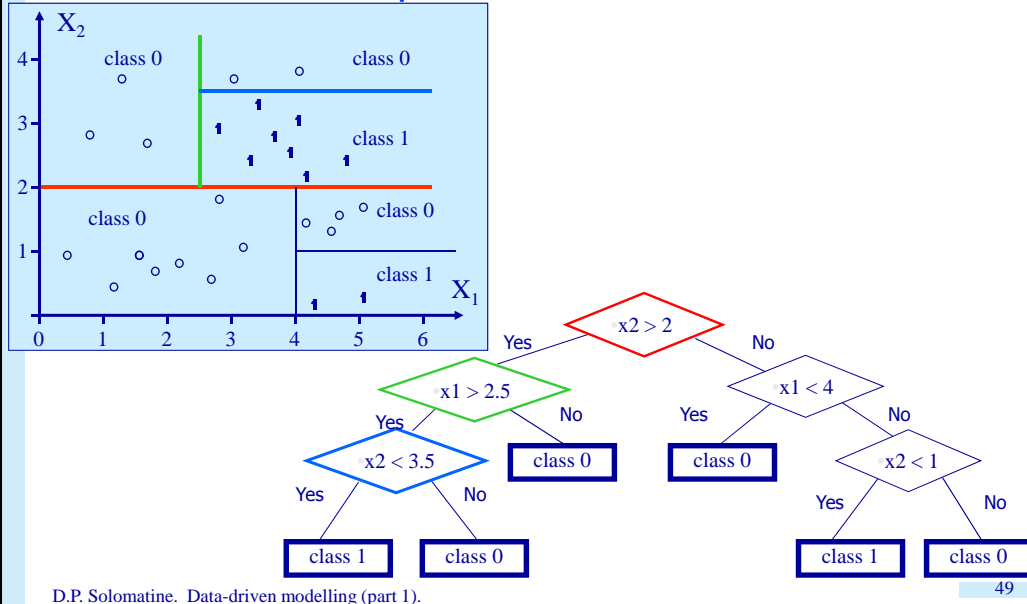 X2
4
class 0
class 0
3
class 1
2
class 0
class 0
1
class 1
X1
0 1 2 3 4 5 6
x2 > 2
Yes
No
x1 > 2.5
x1 < 4
Yes
No
Yes
No
x2 < 3.5
class 0
class 0
x2 < 1
Yes
No
Yes
No
class 1
class 0
class 1
class 0
D.P. Solomatine. Data-driven modelling (part 1).
49